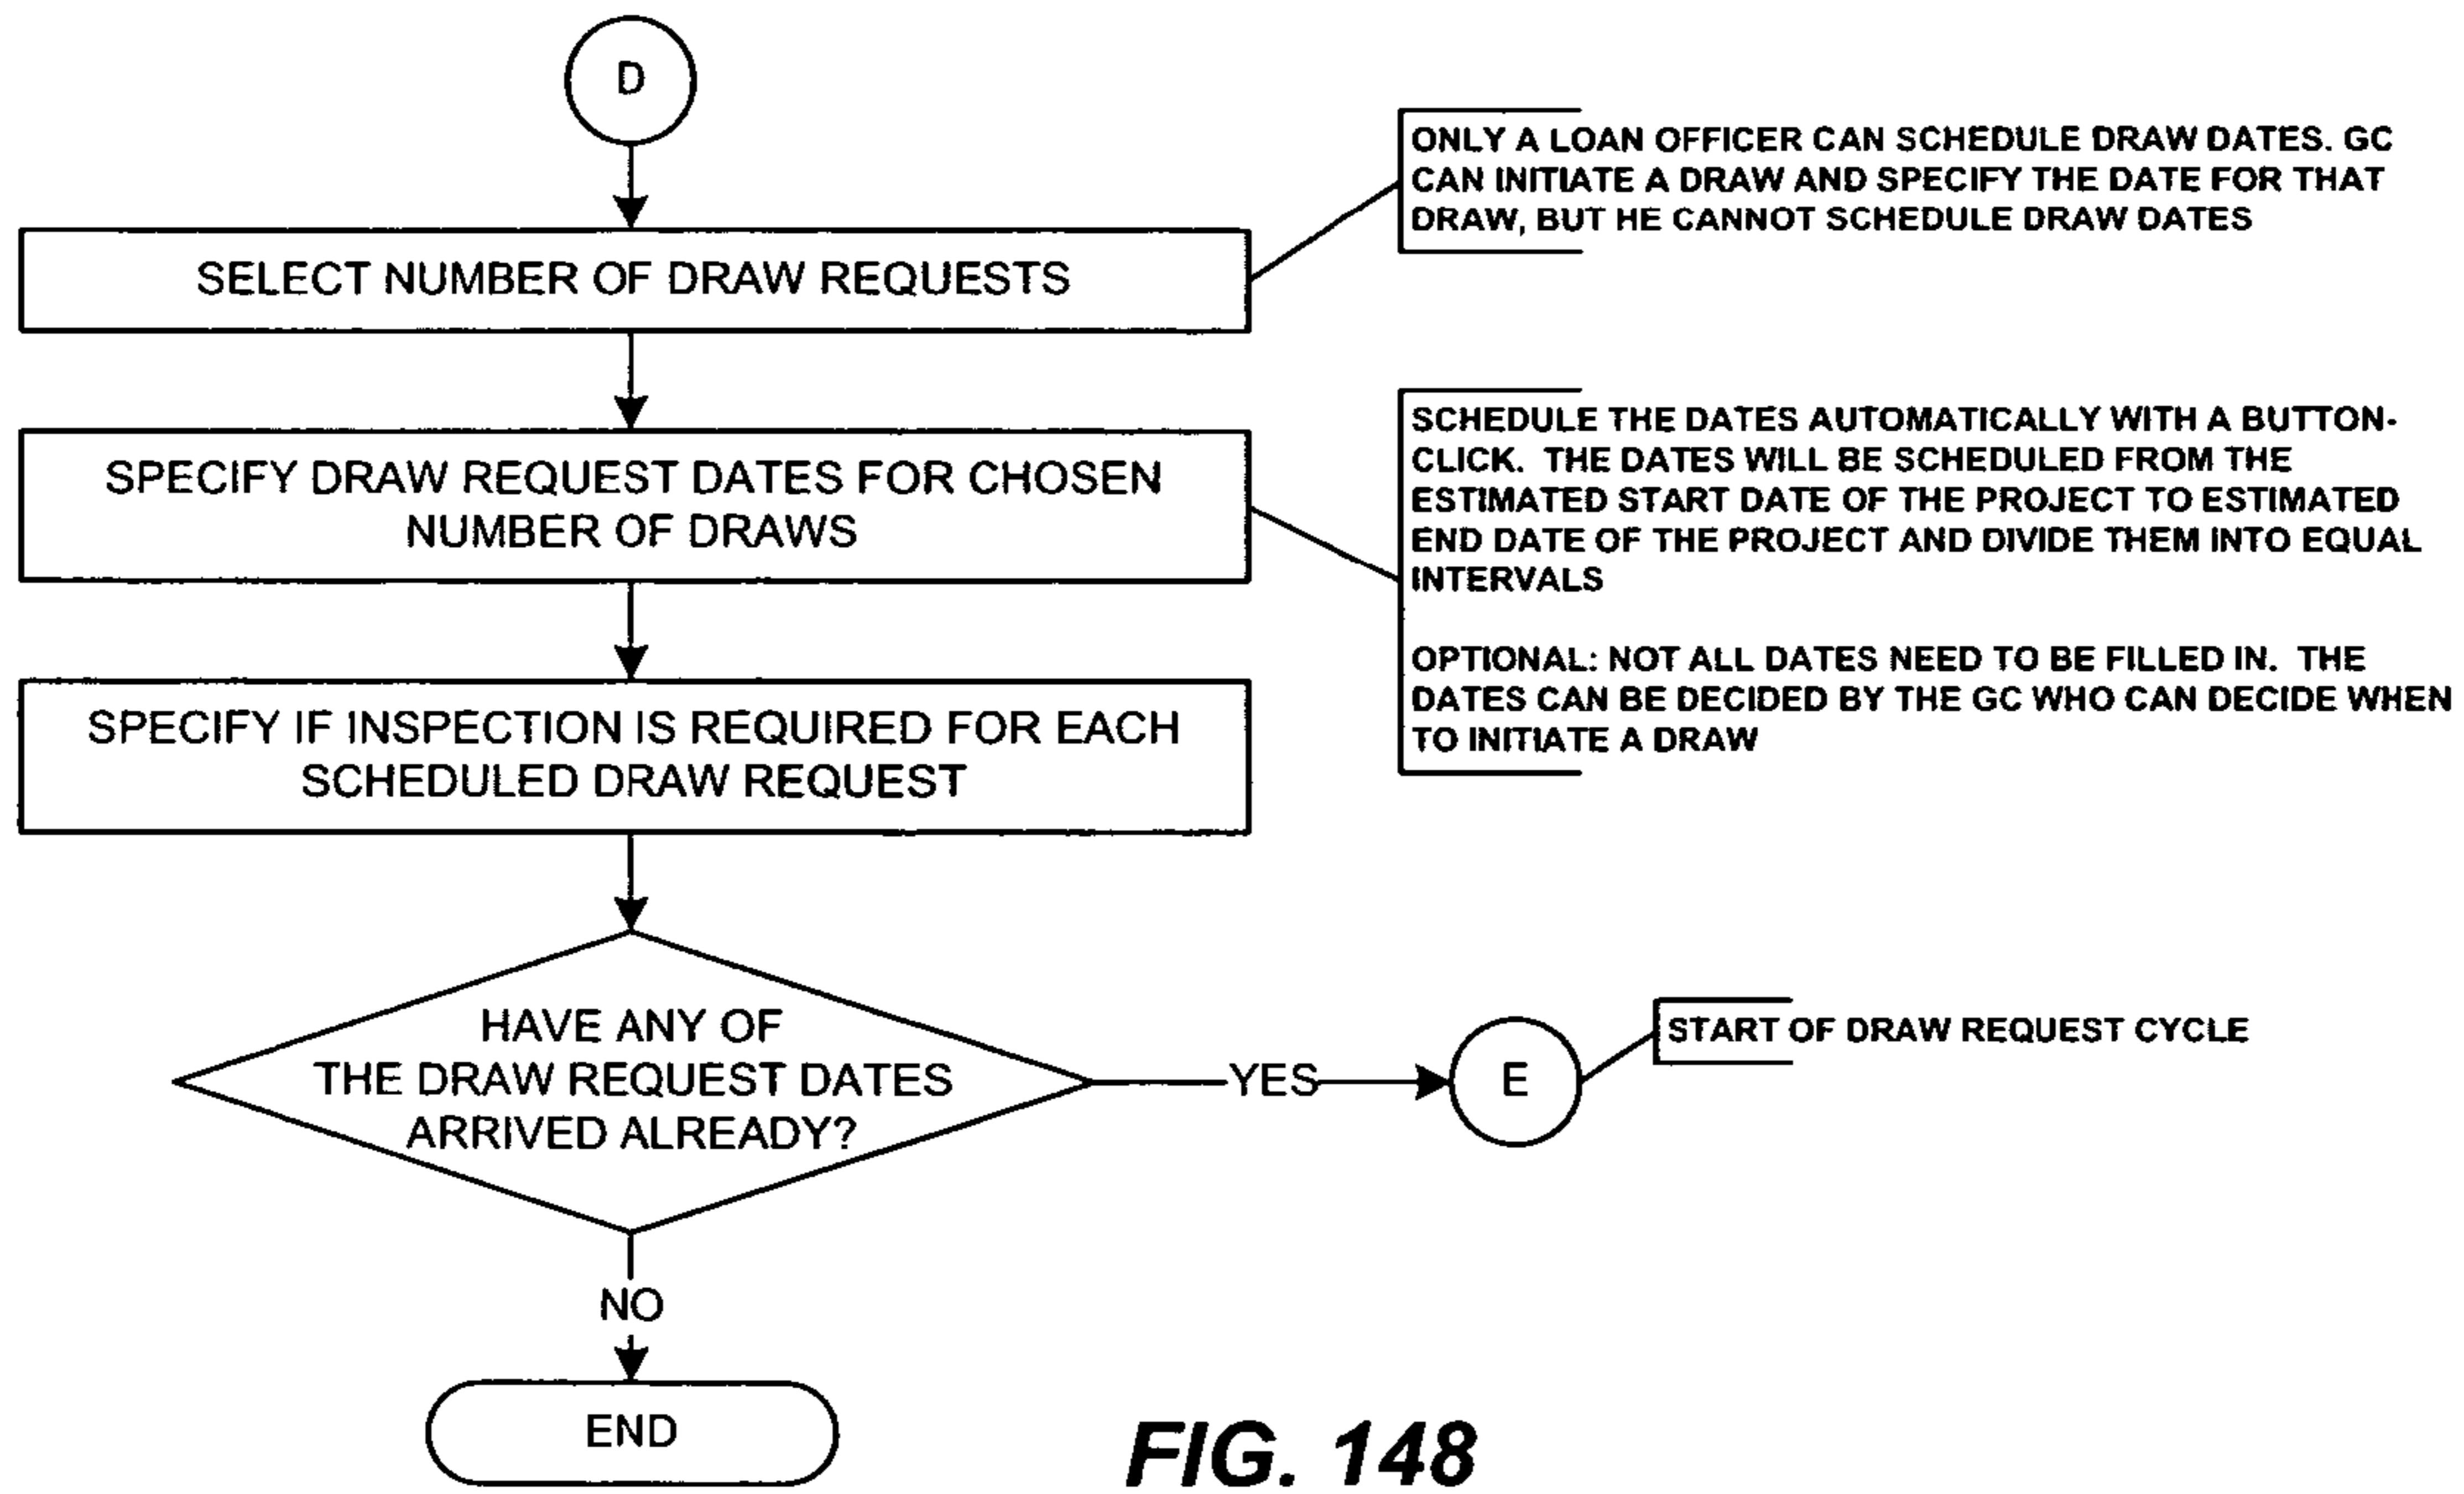 D
ONLY A LOAN OFFICER CAN SCHEDULE DRAW DATES. GC
CAN INITIATE A DRAW AND SPECIFY THE DATE FOR THAT
DRAW, BUT HE CANNOT SCHEDULE DRAW DATES
SELECT NUMBER OF DRAW REQUESTS
SCHEDULE THE DATES AUTOMATICALLY WITH A BUTTON-
CLICK. THE DATES WILL BE SCHEDULED FROM THE
ESTIMATED START DATE OF THE PROJECT TO ESTIMATED
END DATE OF THE PROJECT AND DIVIDE THEM INTO EQUAL
INTERVALS
OPTIONAL: NOT ALL DATES NEED TO BE FILLED IN. THE
DATES CAN BE DECIDED BY THE GC WHO CAN DECIDE WHEN
TO INITIATE A DRAW
SPECIFY DRAW REQUEST DATES FOR CHOSEN
NUMBER OF DRAWS
SPECIFY IF INSPECTION IS REQUIRED FOR EACH
SCHEDULED DRAW REQUEST
HAVE ANY OF
THE DRAW REQUEST DATES
ARRIVED ALREADY?
YES
E
START OF DRAW REQUEST CYCLE
NO
END
FIG. 148